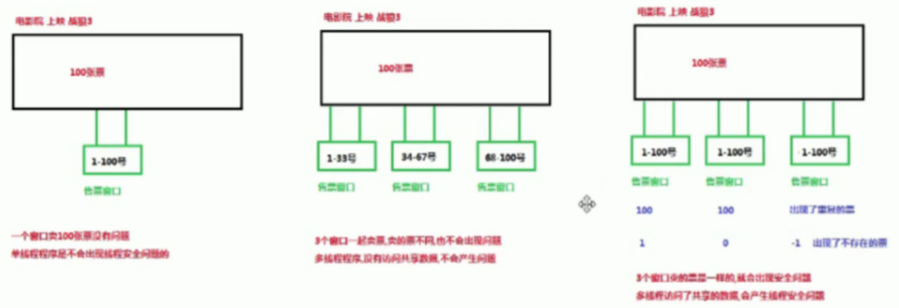 电影院 上映 战狼3
100张票
1-100号
售票窗口
一个窗口卖100张票没有问题
单线程程序是不会出现线程安全问题的
电影院 上映 战狼3
100张票
1-33号
34-67号
68-100号
售票窗口
售票窗口
售票窗口
3个窗口一起卖票,卖的票不同,也不会出现问题
多线程程序,没有访问共享数据,不会产生问题
电影院 上映 战狼3
100张票
1-100号
1-100号
1-100号
售票窗口
售票窗口
售票窗口
100 100 出现了重复的票
1 0 -1 出现了不存在的票
3个窗口卖的票是一样的,就会出现安全问题
多线程访问了共享的数据,会产生线程安全问题